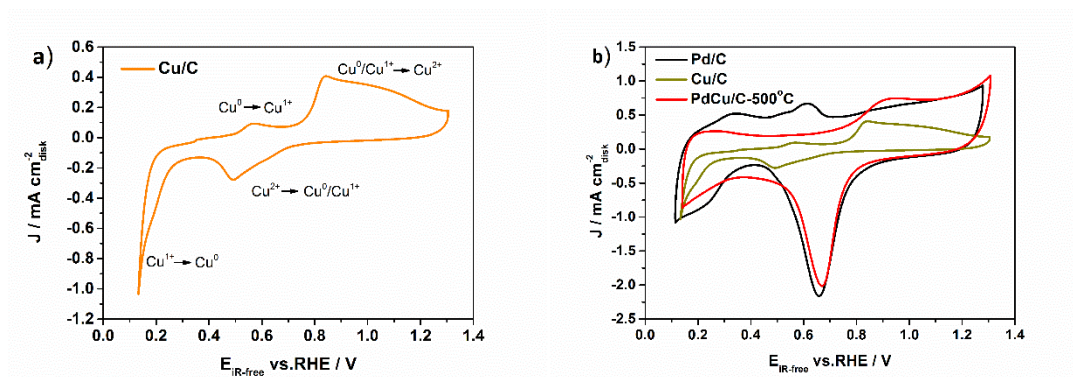 a)
Cu/C
Cu⁰/Cu¹⁺ → Cu²⁺
Cu⁰ → Cu¹⁺
Cu²⁺ → Cu⁰/Cu¹⁺
Cu¹⁺ → Cu⁰
J / mA cm⁻²disk
0.6
0.4
0.2
0.0
-0.2
-0.4
-0.6
-0.8
-1.0
-1.2
0.0 0.2 0.4 0.6 0.8 1.0 1.2 1.4
E iR-free vs.RHE / V
b)
Pd/C
Cu/C
PdCu/C-500°C
J / mA cm⁻²disk
1.5
1.0
0.5
0.0
-0.5
-1.0
-1.5
-2.0
-2.5
0.0 0.2 0.4 0.6 0.8 1.0 1.2 1.4
E iR-free vs.RHE / V